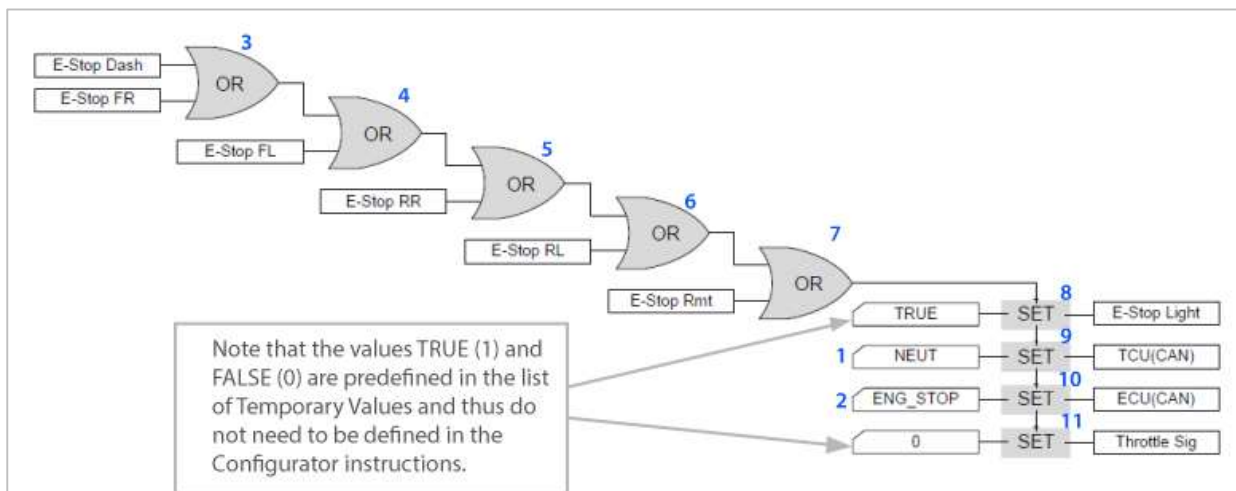 3
E-Stop Dash
OR
E-Stop FR
4
OR
E-Stop FL
5
OR
E-Stop RR
6
OR
E-Stop RL
7
OR
E-Stop Rmt
8
TRUE
SET
E-Stop Light
9
1
NEUT
SET
TCU(CAN)
10
2
ENG_STOP
SET
ECU(CAN)
11
0
SET
Throttle Sig
Note that the values TRUE (1) and
FALSE (0) are predefined in the list
of Temporary Values and thus do
not need to be defined in the
Configurator instructions.